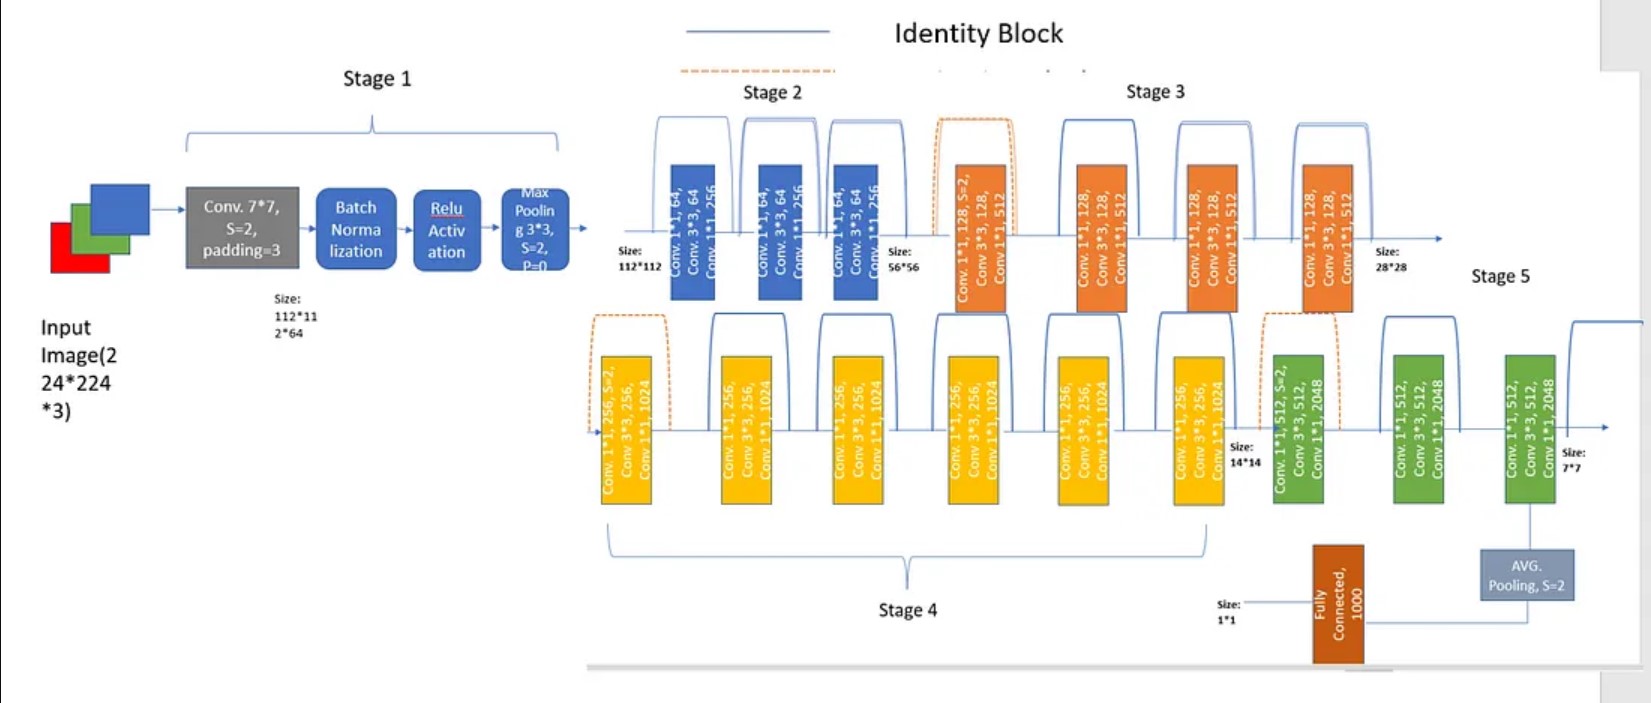 Identity Block
Stage 1
Stage 2
Stage 3
Conv. 7*7,
S=2,
padding=3
Batch
Norma
lization
Relu
Activ
ation
Max
Poolin
g 3*3,
S=2,
P=0
Size:
112*11
2*64
Input
Image(2
24*224
*3)
Size:
112*112
Conv. 1*1, 64,
Conv. 3*3, 64
Conv. 1*1, 256
Conv. 1*1, 64,
Conv. 3*3, 64
Conv. 1*1, 256
Conv. 1*1, 64,
Conv. 3*3, 64
Conv. 1*1, 256
Size:
56*56
Conv. 1*1, 128, S=2,
Conv 3*3, 128,
Conv 1*1, 512
Conv. 1*1, 128,
Conv 3*3, 128,
Conv 1*1, 512
Conv. 1*1, 128,
Conv 3*3, 128,
Conv 1*1, 512
Conv. 1*1, 128,
Conv 3*3, 128,
Conv 1*1, 512
Size:
28*28
Stage 5
Conv. 1*1, 256, S=2,
Conv 3*3, 256,
Conv 1*1, 1024
Conv. 1*1, 256,
Conv 3*3, 256,
Conv 1*1, 1024
Conv. 1*1, 256,
Conv 3*3, 256,
Conv 1*1, 1024
Conv. 1*1, 256,
Conv 3*3, 256,
Conv 1*1, 1024
Conv. 1*1, 256,
Conv 3*3, 256,
Conv 1*1, 1024
Conv. 1*1, 256,
Conv 3*3, 256,
Conv 1*1, 1024
Size:
14*14
Conv. 1*1, 512, S=2,
Conv 3*3, 512,
Conv 1*1, 2048
Conv. 1*1, 512,
Conv 3*3, 512,
Conv 1*1, 2048
Conv. 1*1, 512,
Conv 3*3, 512,
Conv 1*1, 2048
Size:
7*7
Stage 4
AVG.
Pooling, S=2
Fully
Connected,
1000
Size:
1*1